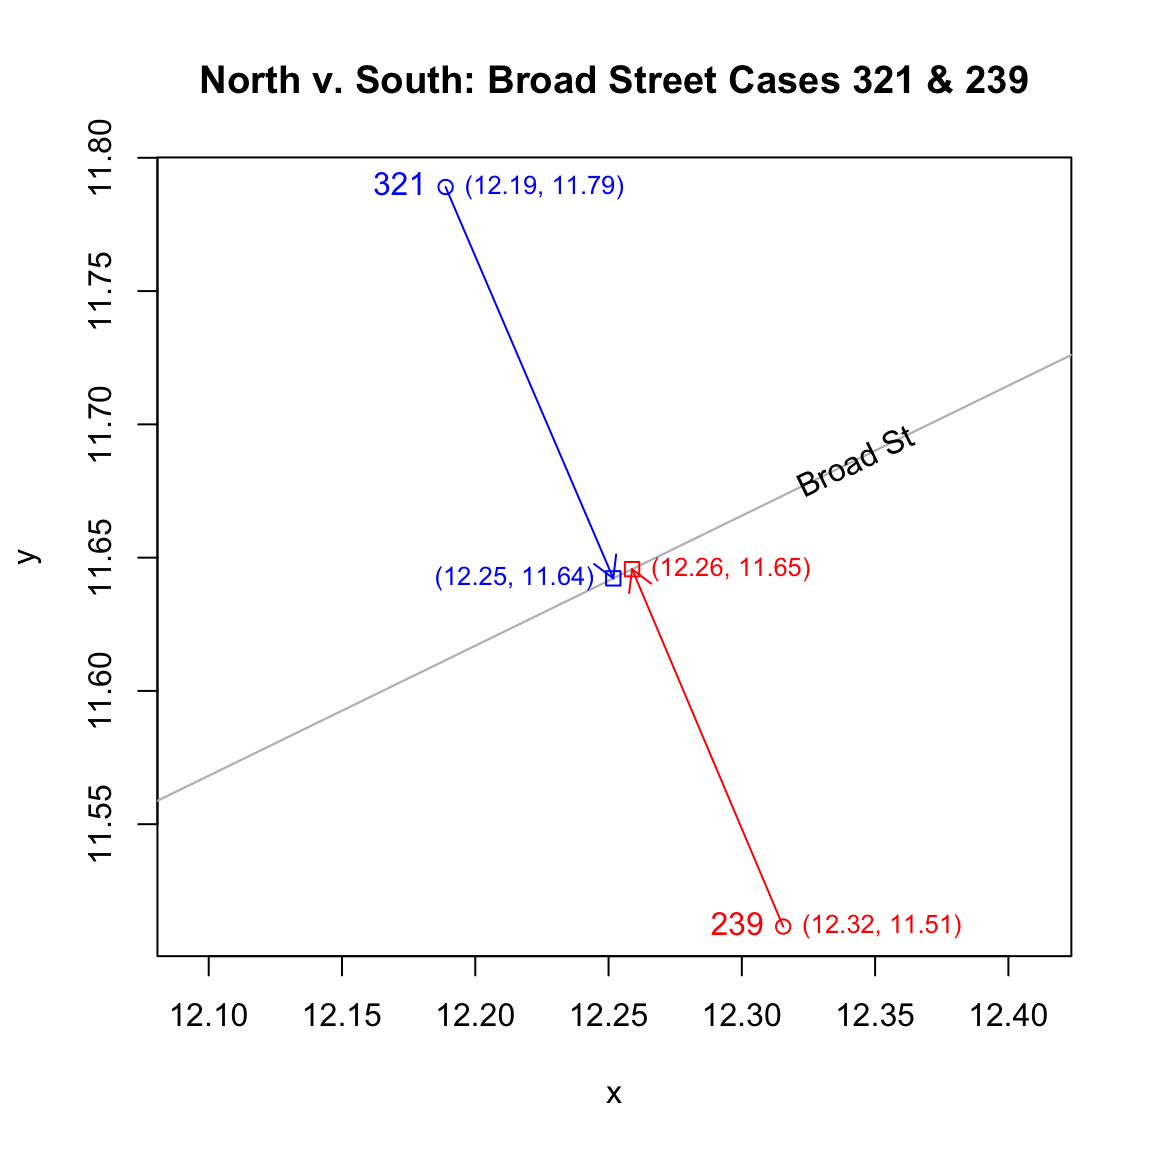 North v. South: Broad Street Cases 321 & 239
11.80
11.75
11.70
11.65
11.60
11.55
y
321 (12.19, 11.79)
Broad St
(12.25, 11.64) (12.26, 11.65)
239 (12.32, 11.51)
12.10 12.15 12.20 12.25 12.30 12.35 12.40
x